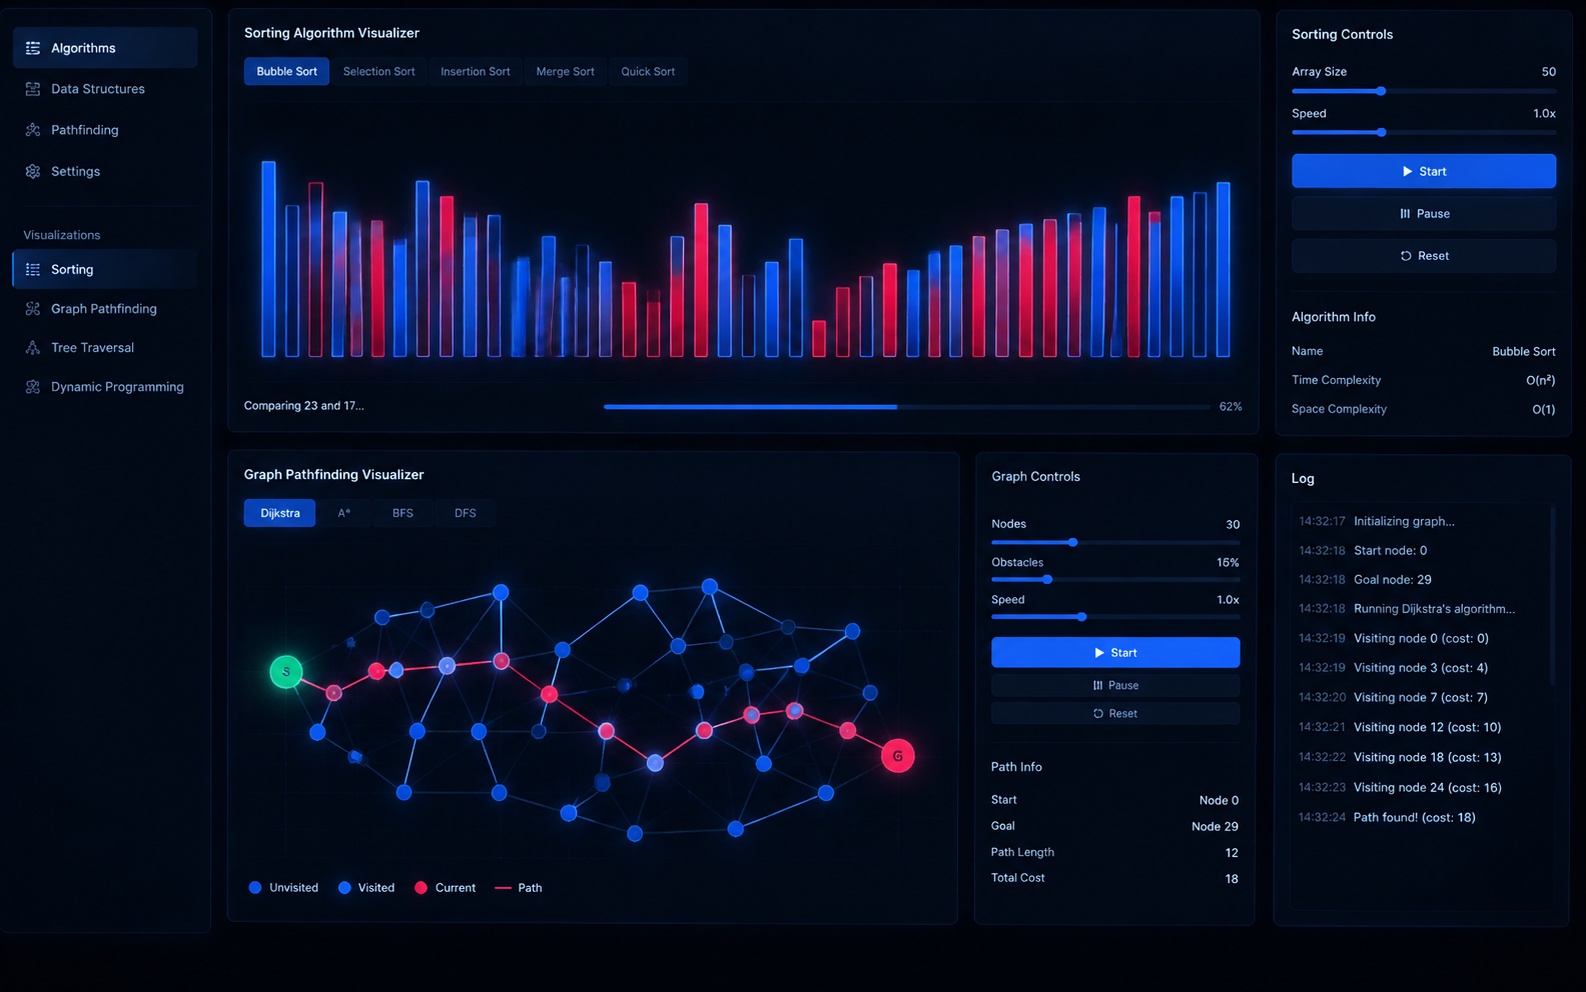 Algorithms
Data Structures
Pathfinding
Settings
Visualizations
Sorting
Graph Pathfinding
Tree Traversal
Dynamic Programming
Sorting Algorithm Visualizer
Bubble Sort
Selection Sort
Insertion Sort
Merge Sort
Quick Sort
Comparing 23 and 17...
62%
Sorting Controls
Array Size 50
Speed 1.0x
Start
Pause
Reset
Algorithm Info
Name Bubble Sort
Time Complexity O(n²)
Space Complexity O(1)
Graph Pathfinding Visualizer
Dijkstra
A*
BFS
DFS
S
G
Unvisited
Visited
Current
Path
Graph Controls
Nodes 30
Obstacles 16%
Speed 1.0x
Start
Pause
Reset
Path Info
Start Node 0
Goal Node 29
Path Length 12
Total Cost 18
Log
14:32:17 Initializing graph...
14:32:18 Start node: 0
14:32:18 Goal node: 29
14:32:18 Running Dijkstra's algorithm...
14:32:19 Visiting node 0 (cost: 0)
14:32:19 Visiting node 3 (cost: 4)
14:32:20 Visiting node 7 (cost: 7)
14:32:21 Visiting node 12 (cost: 10)
14:32:22 Visiting node 18 (cost: 13)
14:32:23 Visiting node 24 (cost: 16)
14:32:24 Path found! (cost: 18)